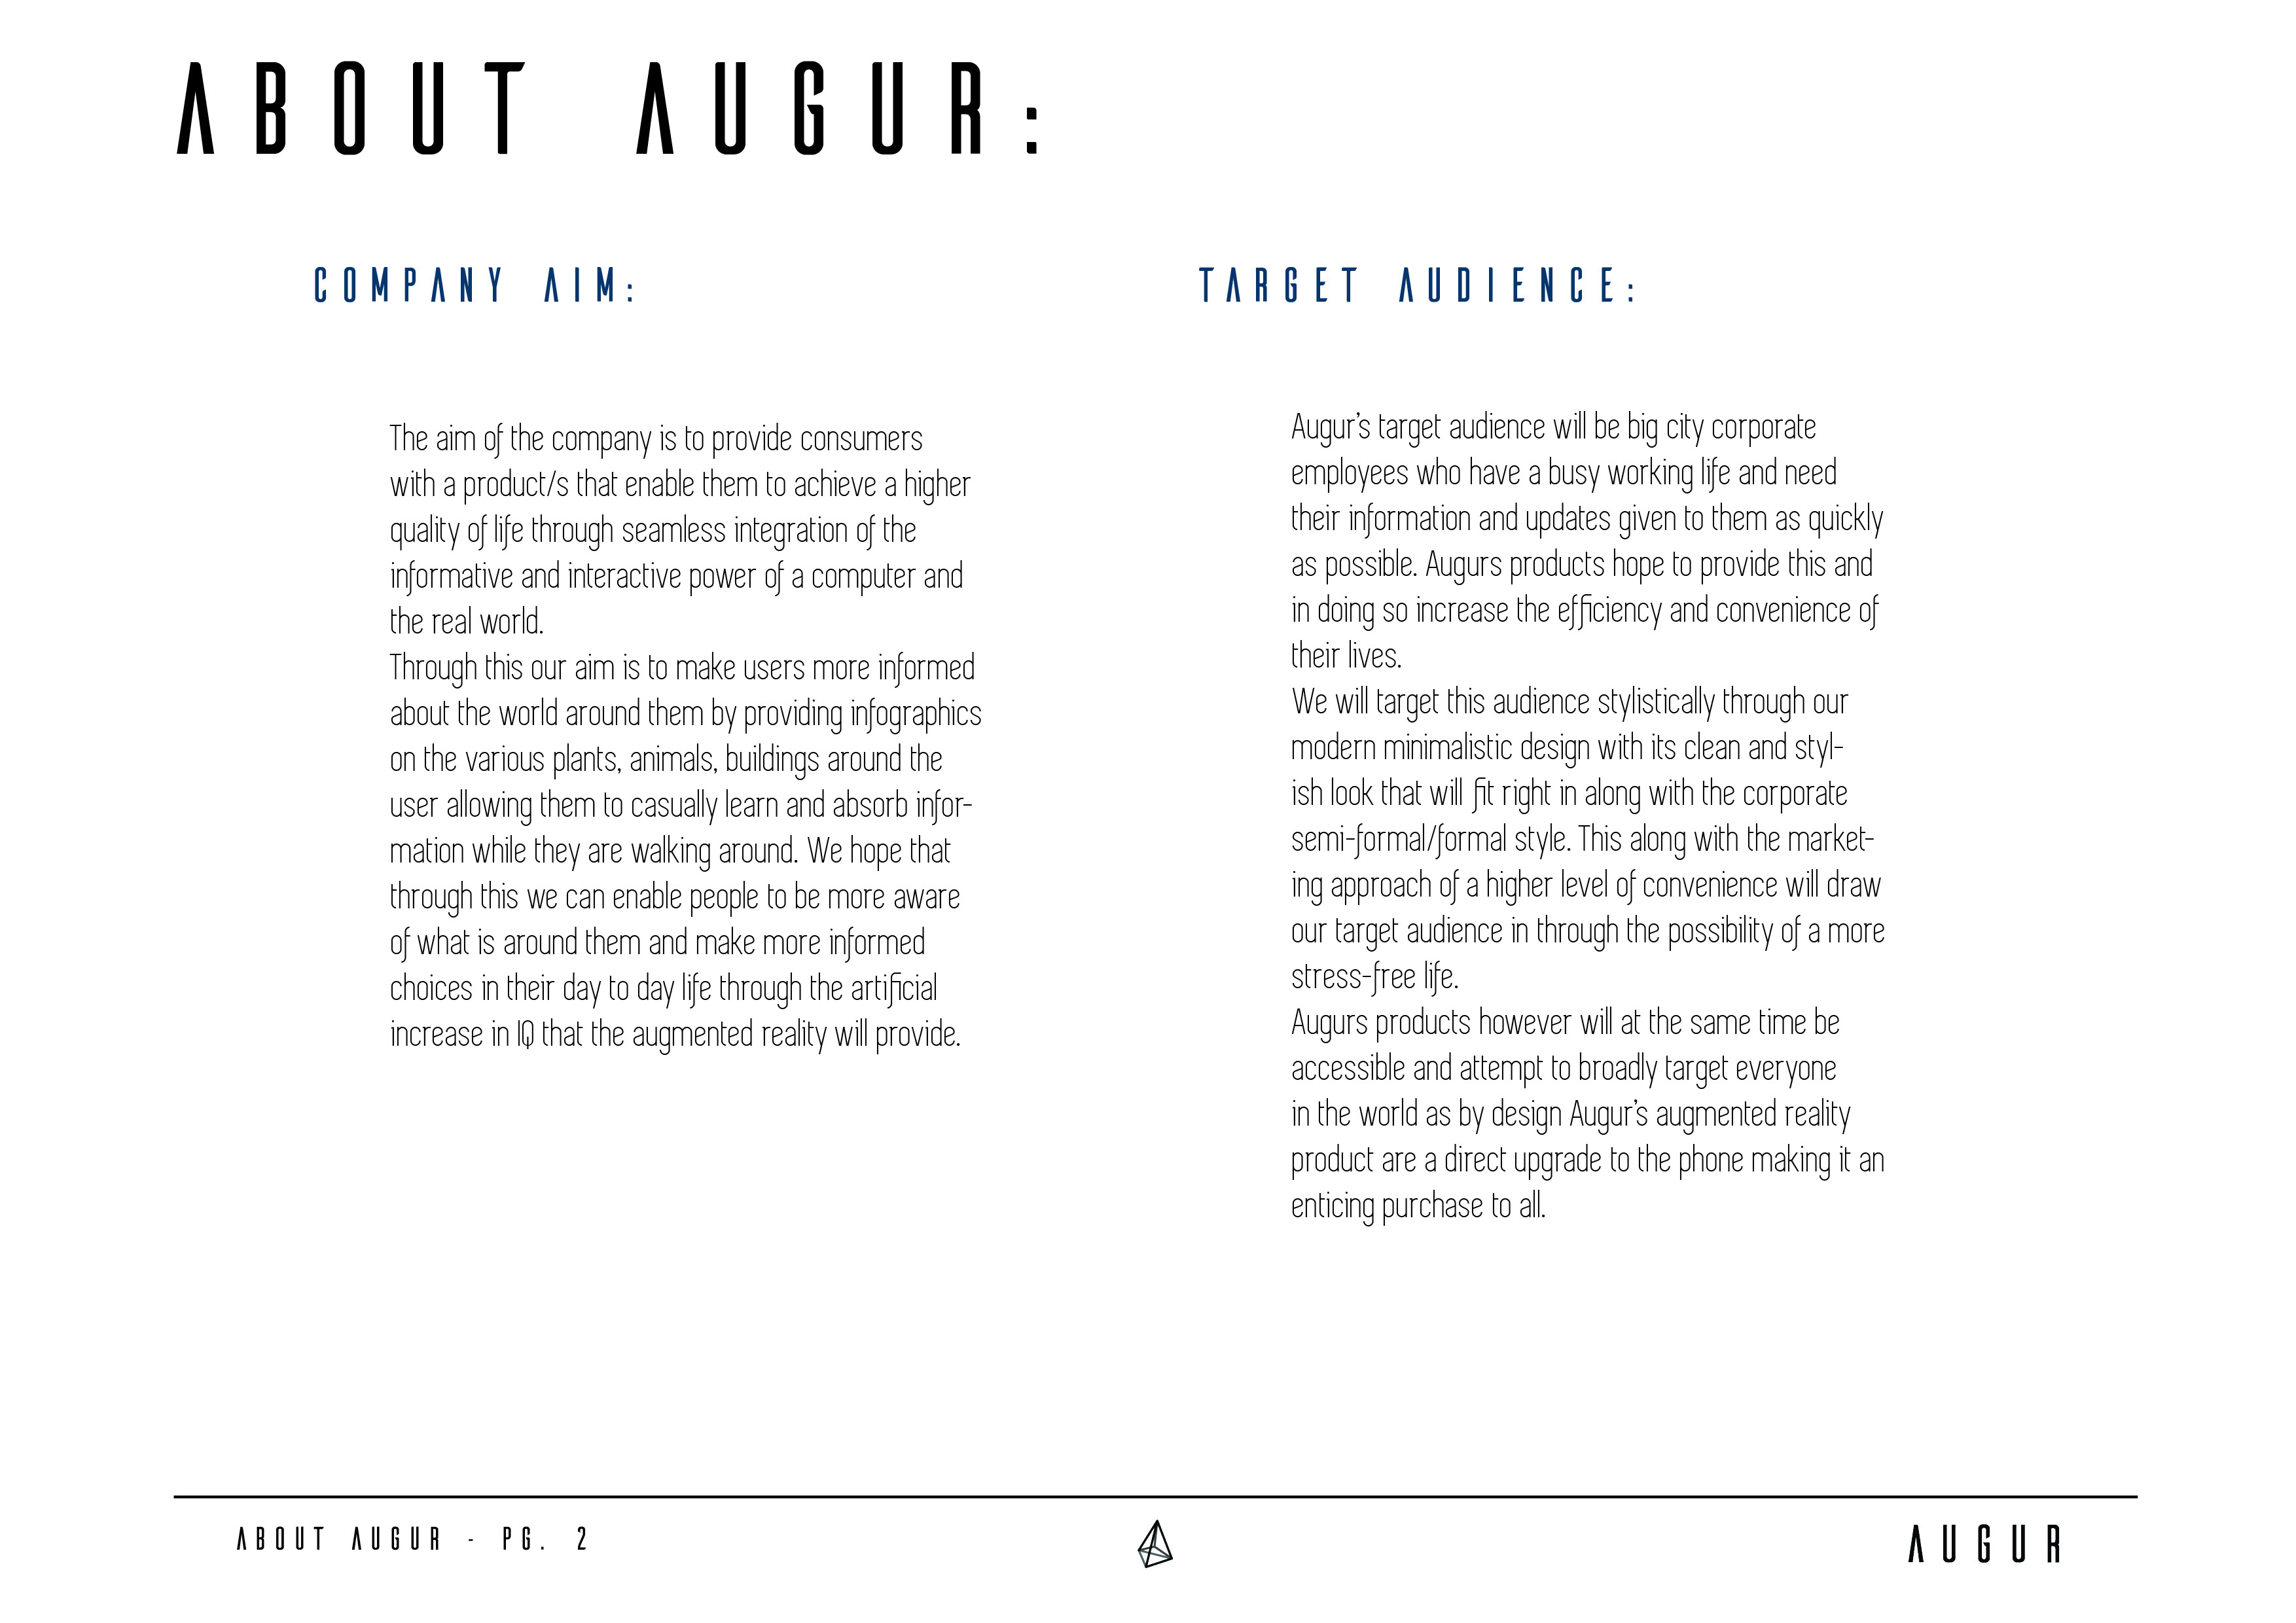 ABOUT AUGUR:
COMPANY AIM:
The aim of the company is to provide consumers
with a product/s that enable them to achieve a higher
quality of life through seamless integration of the
informative and interactive power of a computer and
the real world.
Through this our aim is to make users more informed
about the world around them by providing infographics
on the various plants, animals, buildings around the
user allowing them to casually learn and absorb infor-
mation while they are walking around. We hope that
through this we can enable people to be more aware
of what is around them and make more informed
choices in their day to day life through the artificial
increase in IQ that the augmented reality will provide.
TARGET AUDIENCE:
Augur’s target audience will be big city corporate
employees who have a busy working life and need
their information and updates given to them as quickly
as possible. Augurs products hope to provide this and
in doing so increase the efficiency and convenience of
their lives.
We will target this audience stylistically through our
modern minimalistic design with its clean and styl-
ish look that will fit right in along with the corporate
semi-formal/formal style. This along with the market-
ing approach of a higher level of convenience will draw
our target audience in through the possibility of a more
stress-free life.
Augurs products however will at the same time be
accessible and attempt to broadly target everyone
in the world as by design Augur’s augmented reality
product are a direct upgrade to the phone making it an
enticing purchase to all.
ABOUT AUGUR - PG. 2
AUGUR